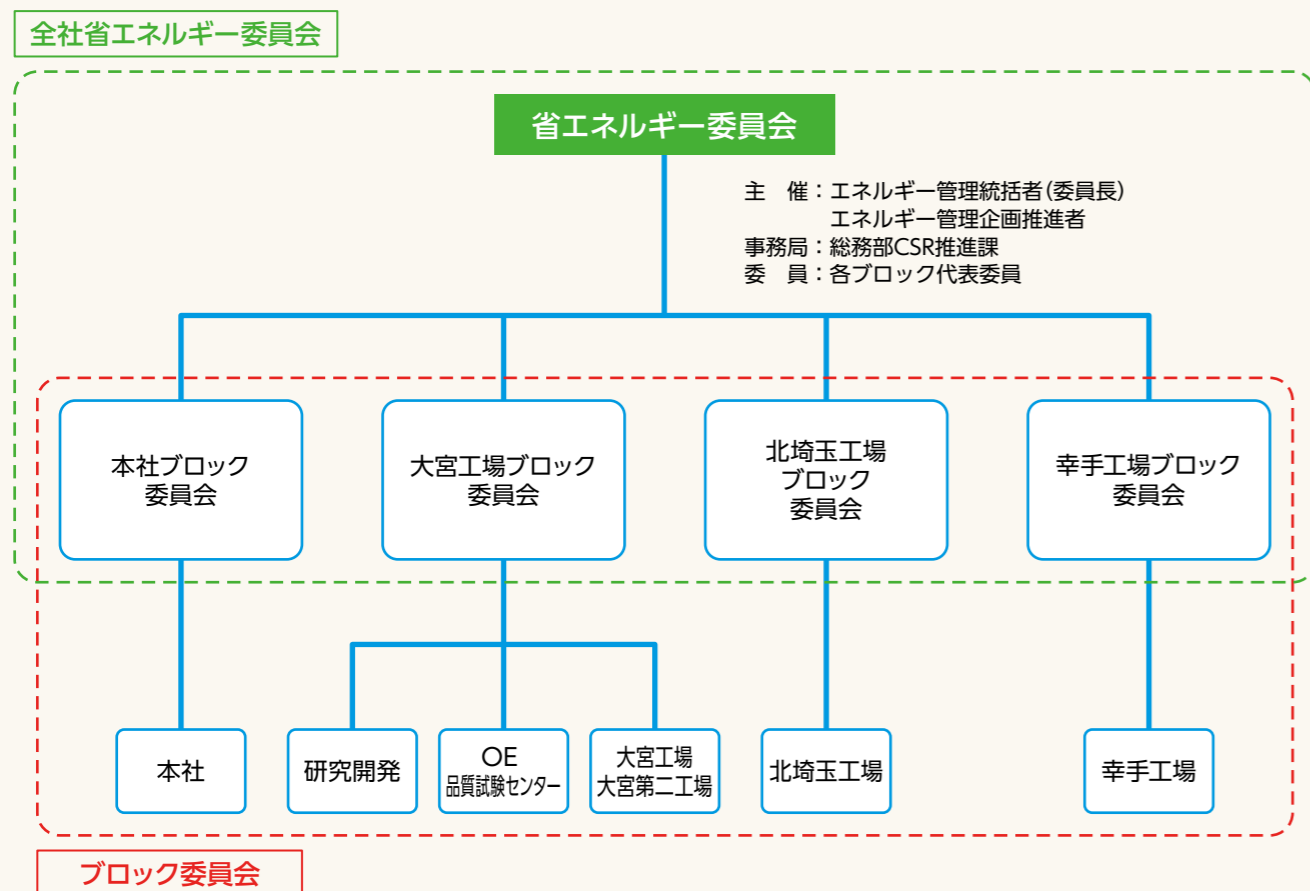 全社省エネルギー委員会
省エネルギー委員会
主　催：エネルギー管理統括者(委員長)
エネルギー管理企画推進者
事務局：総務部CSR推進課
委　員：各ブロック代表委員
本社ブロック
委員会
大宮工場ブロック
委員会
北埼玉工場
ブロック
委員会
幸手工場ブロック
委員会
本社
研究開発
OE
品質試験センター
大宮工場
大宮第二工場
北埼玉工場
幸手工場
ブロック委員会